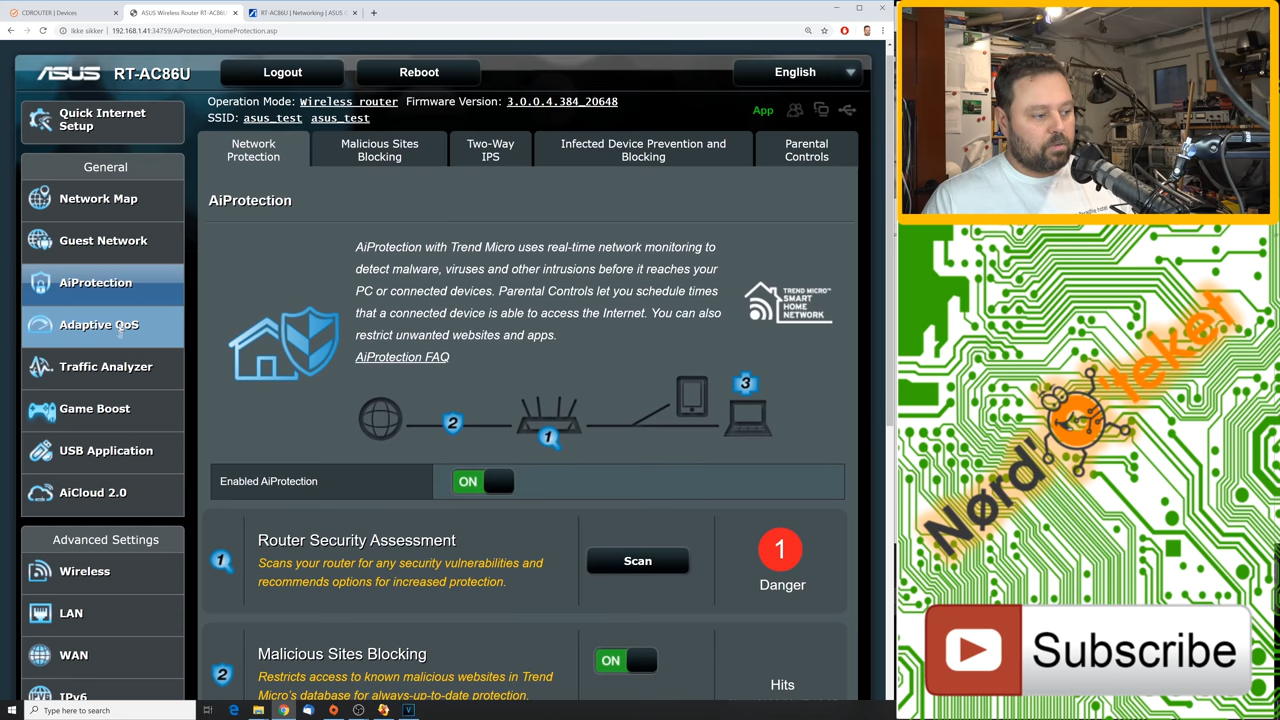 CDROUTER | Devices
ASUS Wireless Router RT-AC86U
RT-AC86U | Networking | ASUS
Ikke sikker
192.168.1.41:34759/AiProtection_HomeProtection.asp
ASUS RT-AC86U
Logout
Reboot
English
Quick Internet
Setup
General
Network Map
Guest Network
AiProtection
Adaptive QoS
Traffic Analyzer
Game Boost
USB Application
AiCloud 2.0
Advanced Settings
Wireless
LAN
WAN
IPv6
Operation Mode: Wireless router Firmware Version: 3.0.0.4.384_20648
SSID: asus_test asus_test
App
Network
Protection
Malicious Sites
Blocking
Two-Way
IPS
Infected Device Prevention and
Blocking
Parental
Controls
AiProtection
AiProtection with Trend Micro uses real-time network monitoring to
detect malware, viruses and other intrusions before it reaches your
PC or connected devices. Parental Controls let you schedule times
that a connected device is able to access the Internet. You can also
restrict unwanted websites and apps.
AiProtection FAQ
TREND MICRO™
SMART
HOME
NETWORK
2
1
3
Enabled AiProtection
ON
1
Router Security Assessment
Scans your router for any security vulnerabilities and
recommends options for increased protection.
Scan
1
Danger
2
Malicious Sites Blocking
Restricts access to known malicious websites in Trend
Micro's database for always-up-to-date protection.
ON
Hits
Type here to search
Nørd teket
Subscribe